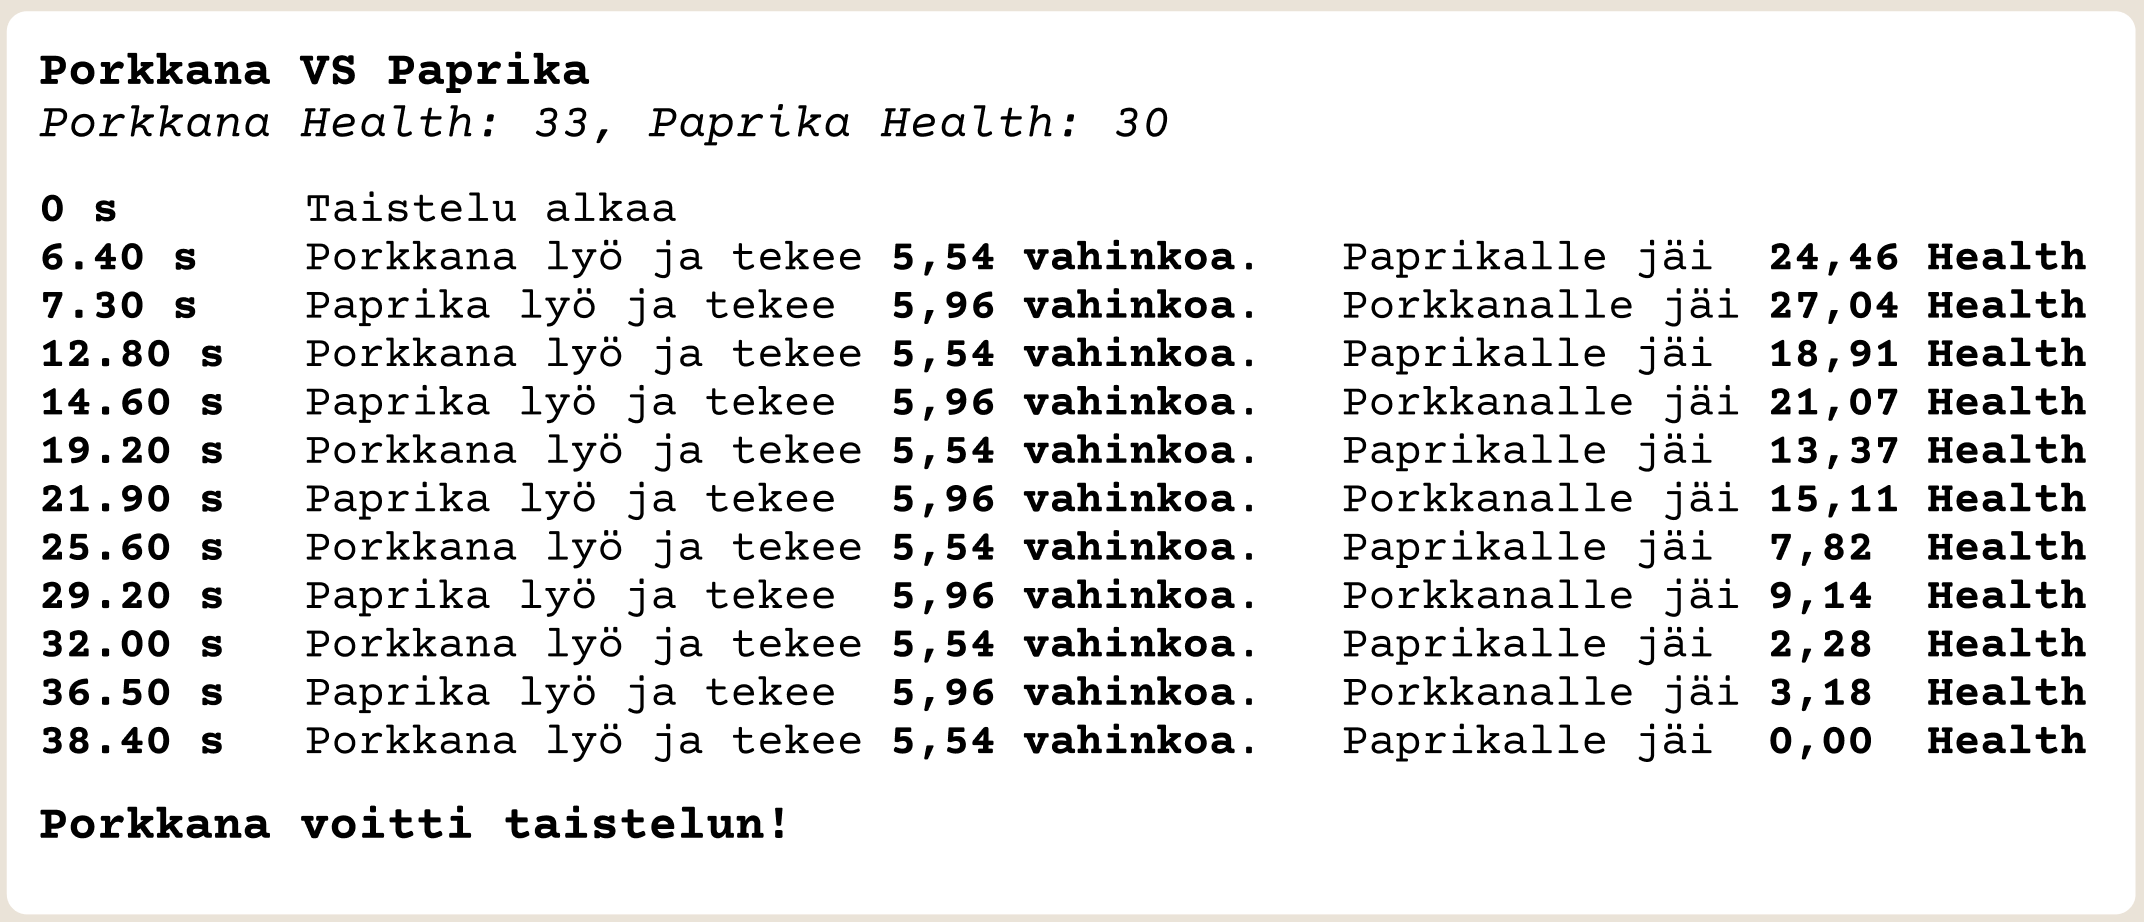 Porkkana VS Paprika
Porkkana Health: 33, Paprika Health: 30
0 s Taistelu alkaa
6.40 s Porkkana lyö ja tekee 5,54 vahinkoa. Paprikalle jäi 24,46 Health
7.30 s Paprika lyö ja tekee 5,96 vahinkoa. Porkkanalle jäi 27,04 Health
12.80 s Porkkana lyö ja tekee 5,54 vahinkoa. Paprikalle jäi 18,91 Health
14.60 s Paprika lyö ja tekee 5,96 vahinkoa. Porkkanalle jäi 21,07 Health
19.20 s Porkkana lyö ja tekee 5,54 vahinkoa. Paprikalle jäi 13,37 Health
21.90 s Paprika lyö ja tekee 5,96 vahinkoa. Porkkanalle jäi 15,11 Health
25.60 s Porkkana lyö ja tekee 5,54 vahinkoa. Paprikalle jäi 7,82 Health
29.20 s Paprika lyö ja tekee 5,96 vahinkoa. Porkkanalle jäi 9,14 Health
32.00 s Porkkana lyö ja tekee 5,54 vahinkoa. Paprikalle jäi 2,28 Health
36.50 s Paprika lyö ja tekee 5,96 vahinkoa. Porkkanalle jäi 3,18 Health
38.40 s Porkkana lyö ja tekee 5,54 vahinkoa. Paprikalle jäi 0,00 Health
Porkkana voitti taistelun!